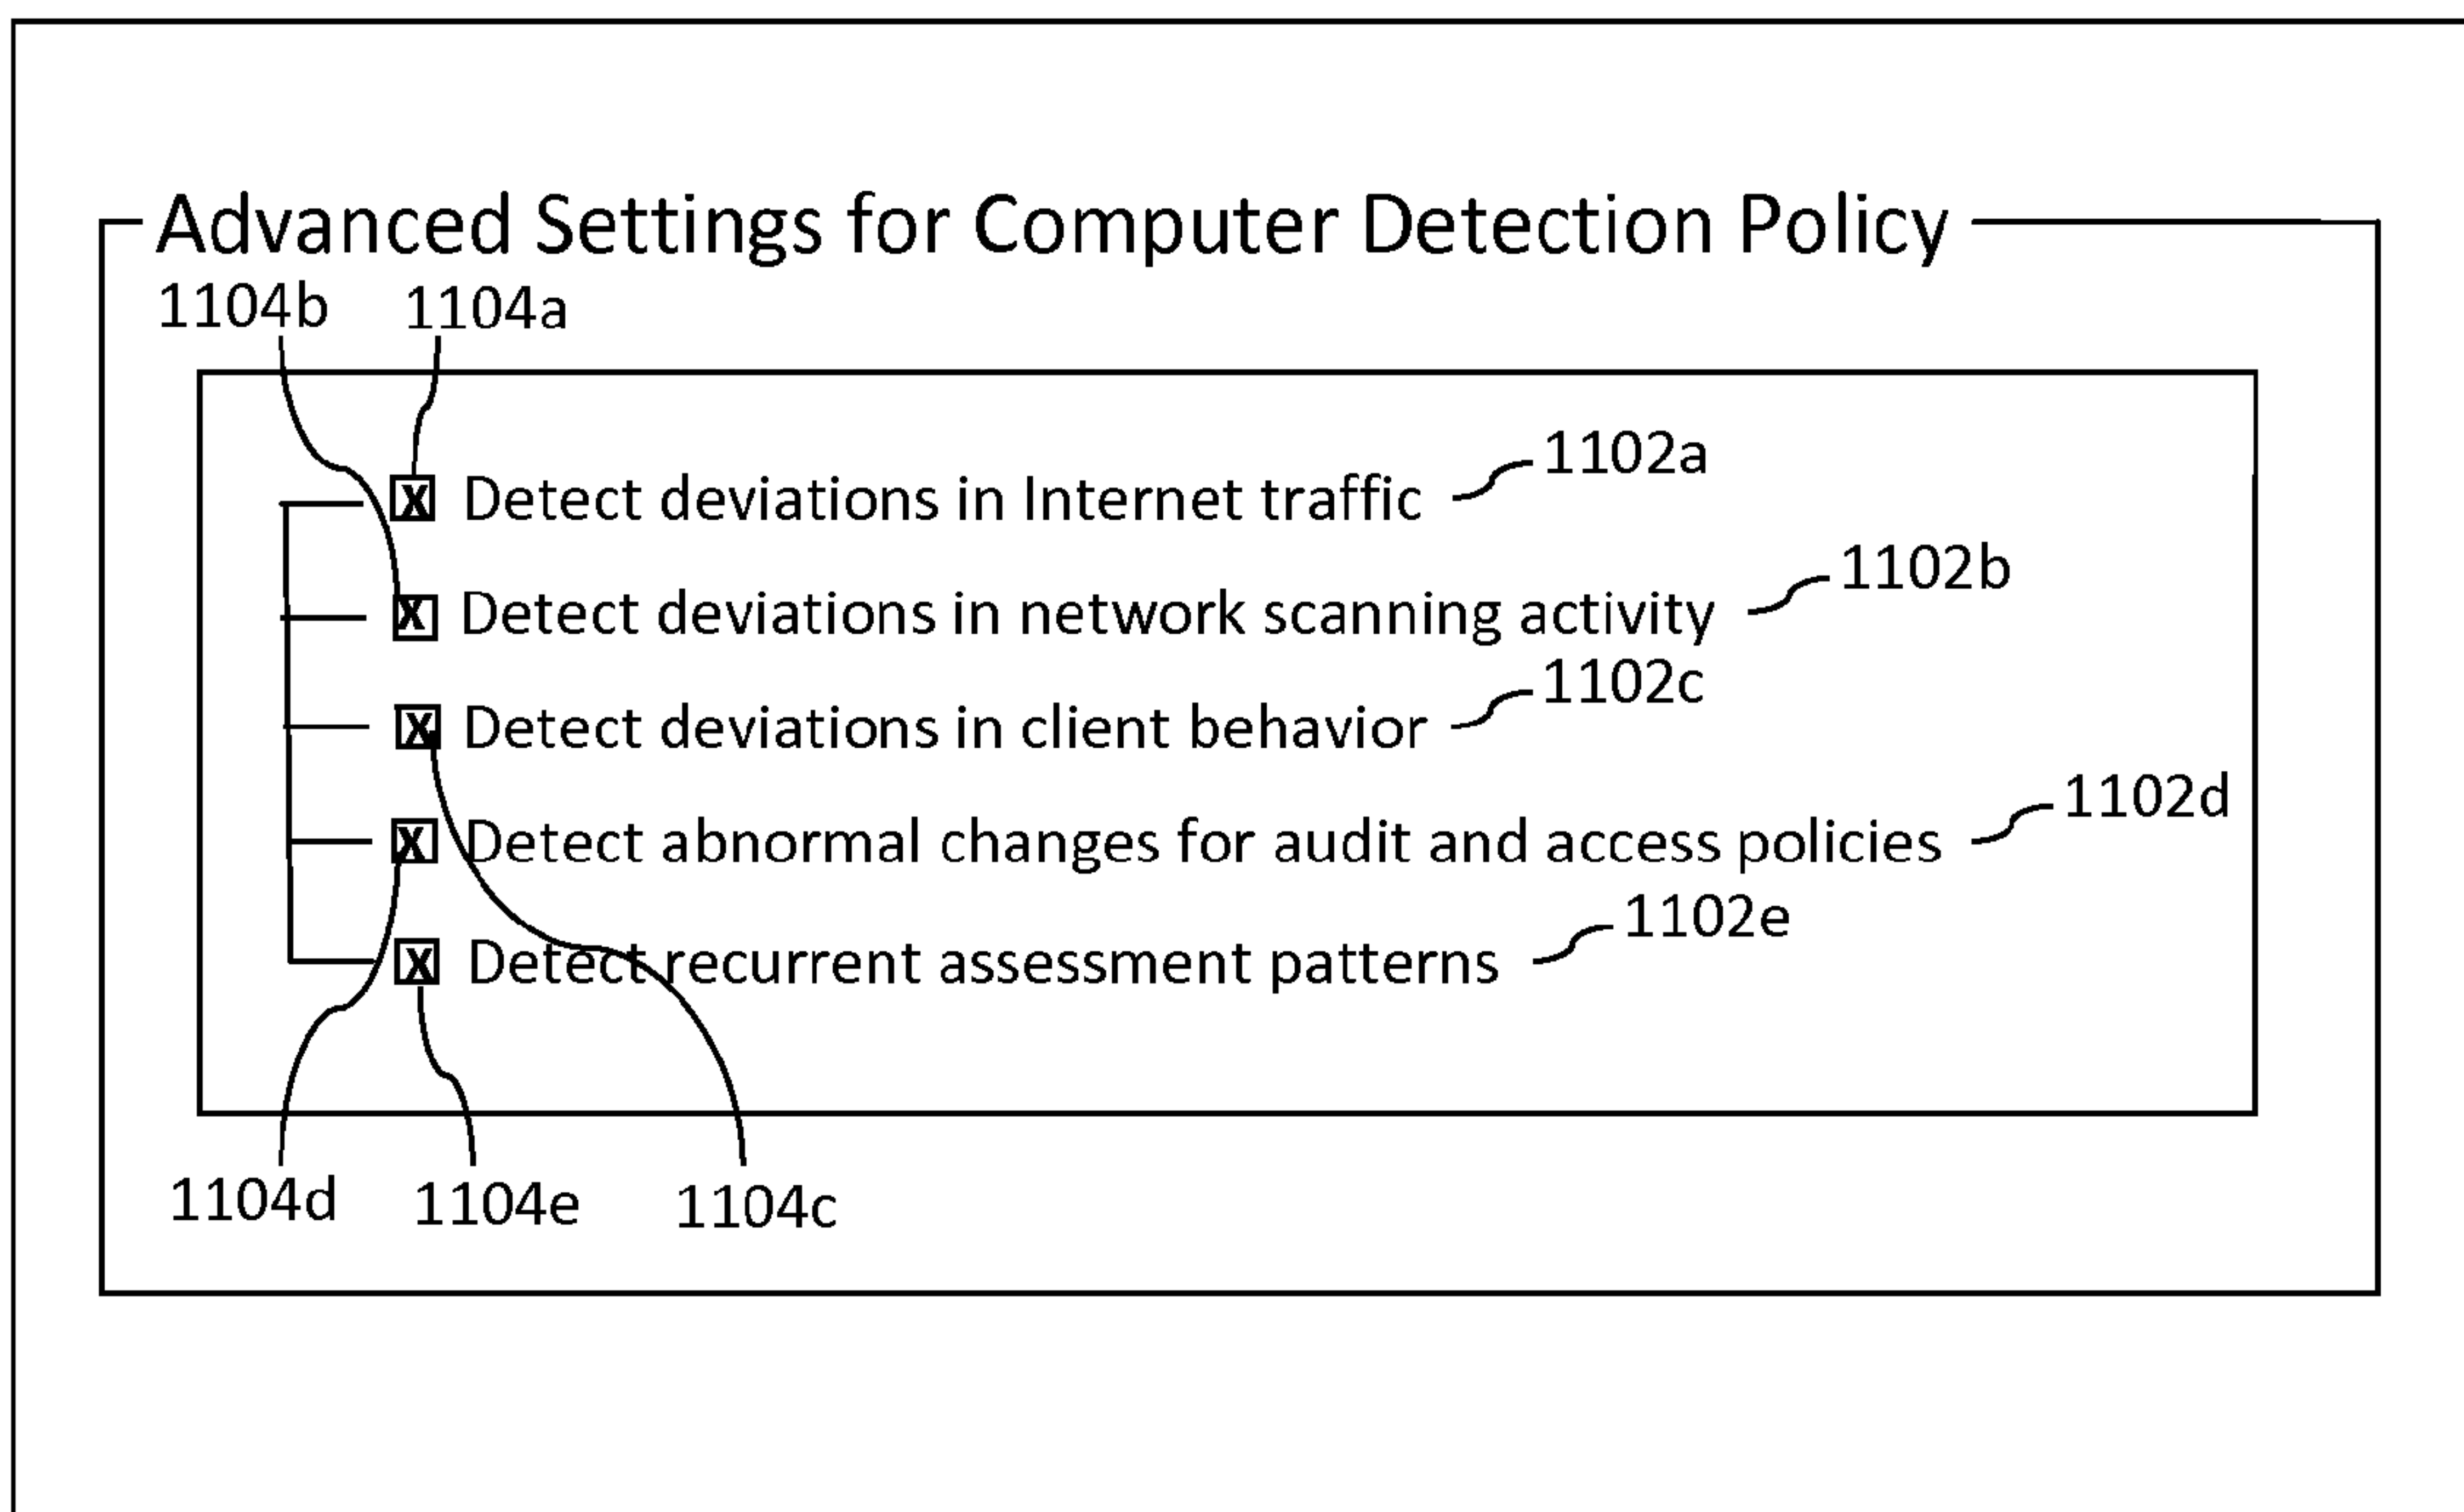 Advanced Settings for Computer Detection Policy
1104b 1104a
X Detect deviations in Internet traffic 1102a
X Detect deviations in network scanning activity 1102b
X Detect deviations in client behavior 1102c
X Detect abnormal changes for audit and access policies 1102d
X Detect recurrent assessment patterns 1102e
1104d 1104e 1104c